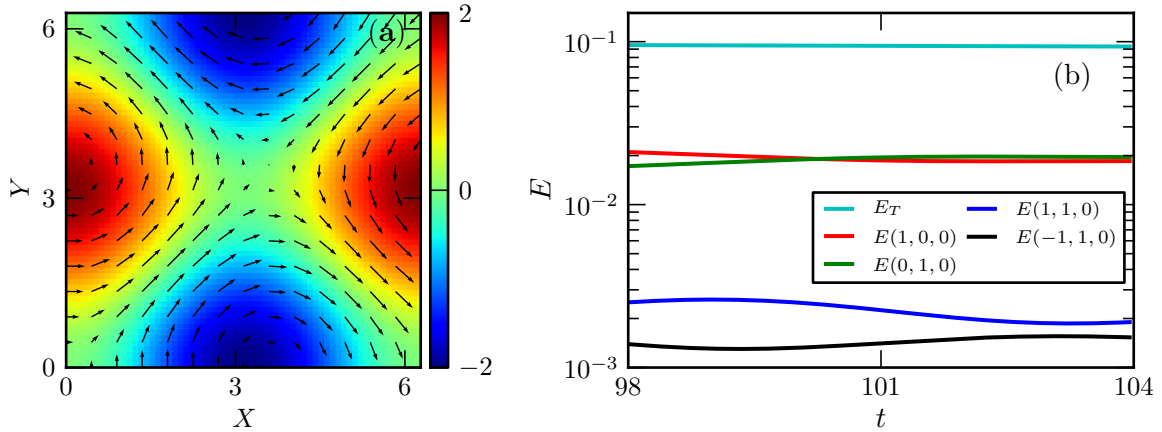 (a)
6
3
0
Y
0 3 6
X
2
0
−2
(b)
10⁻¹
10⁻²
10⁻³
E
98 101 104
t
E_T E(1, 1, 0)
E(1, 0, 0) E(−1, 1, 0)
E(0, 1, 0)